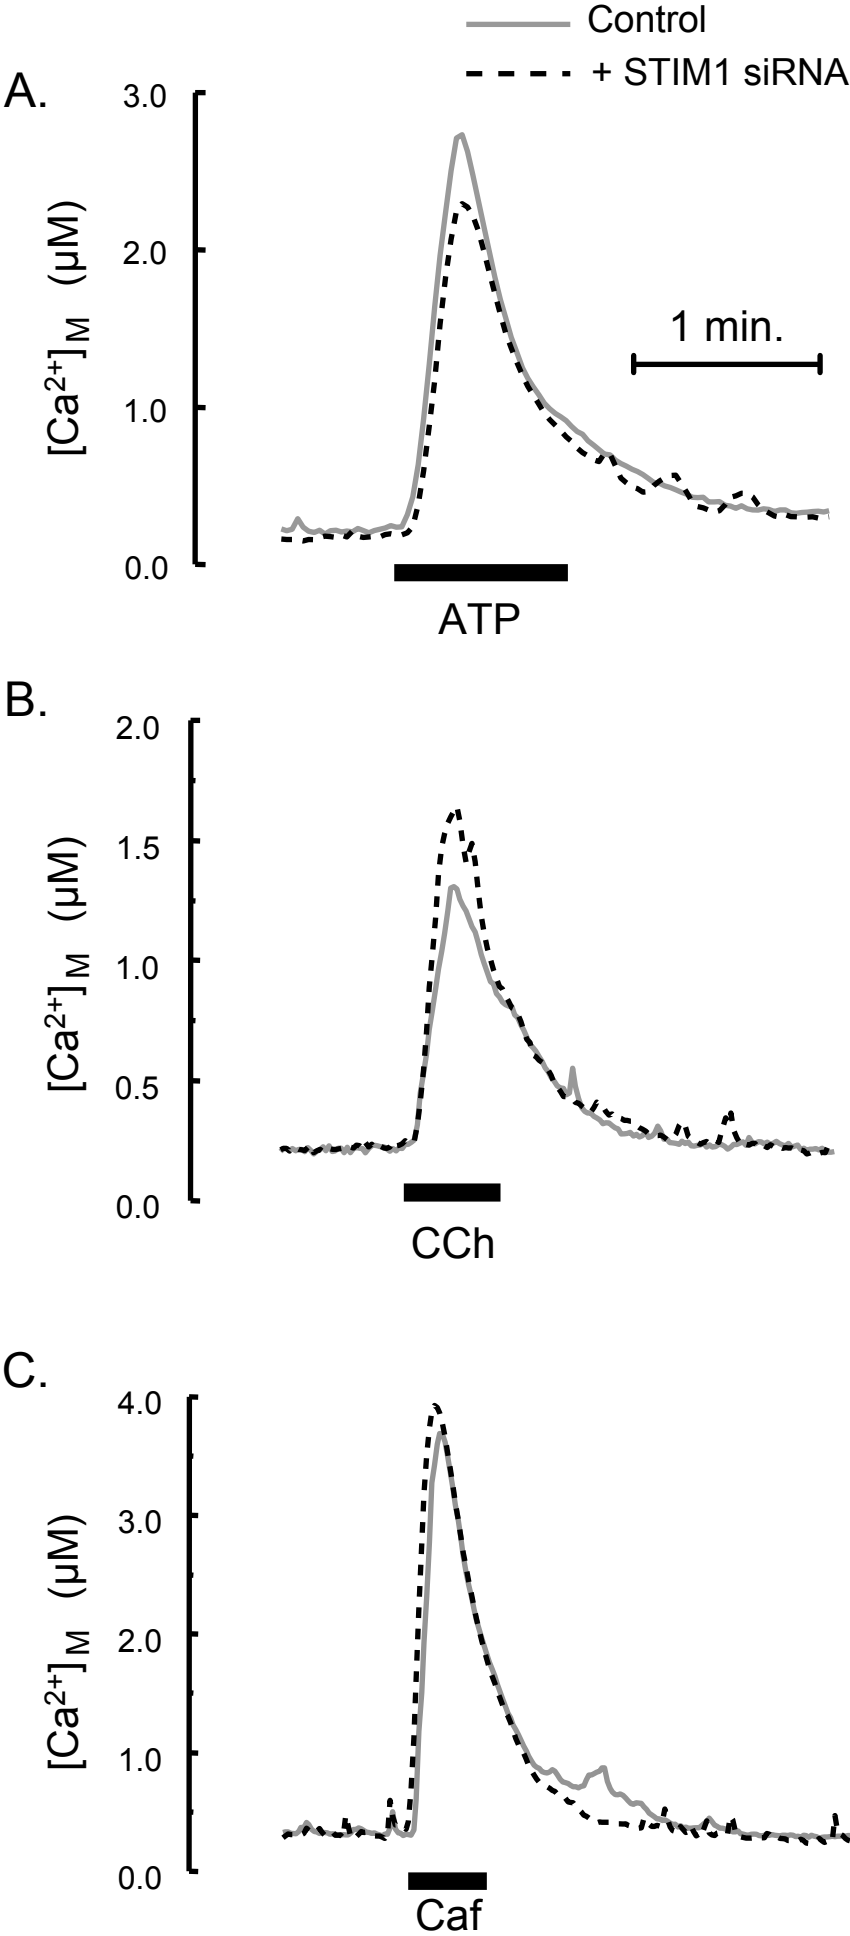 Control
+ STIM1 siRNA
A.
3.0
2.0
1.0
0.0
[Ca²⁺]M (µM)
1 min.
ATP
B.
2.0
1.5
1.0
0.5
0.0
[Ca²⁺]M (µM)
CCh
C.
4.0
3.0
2.0
1.0
0.0
[Ca²⁺]M (µM)
Caf